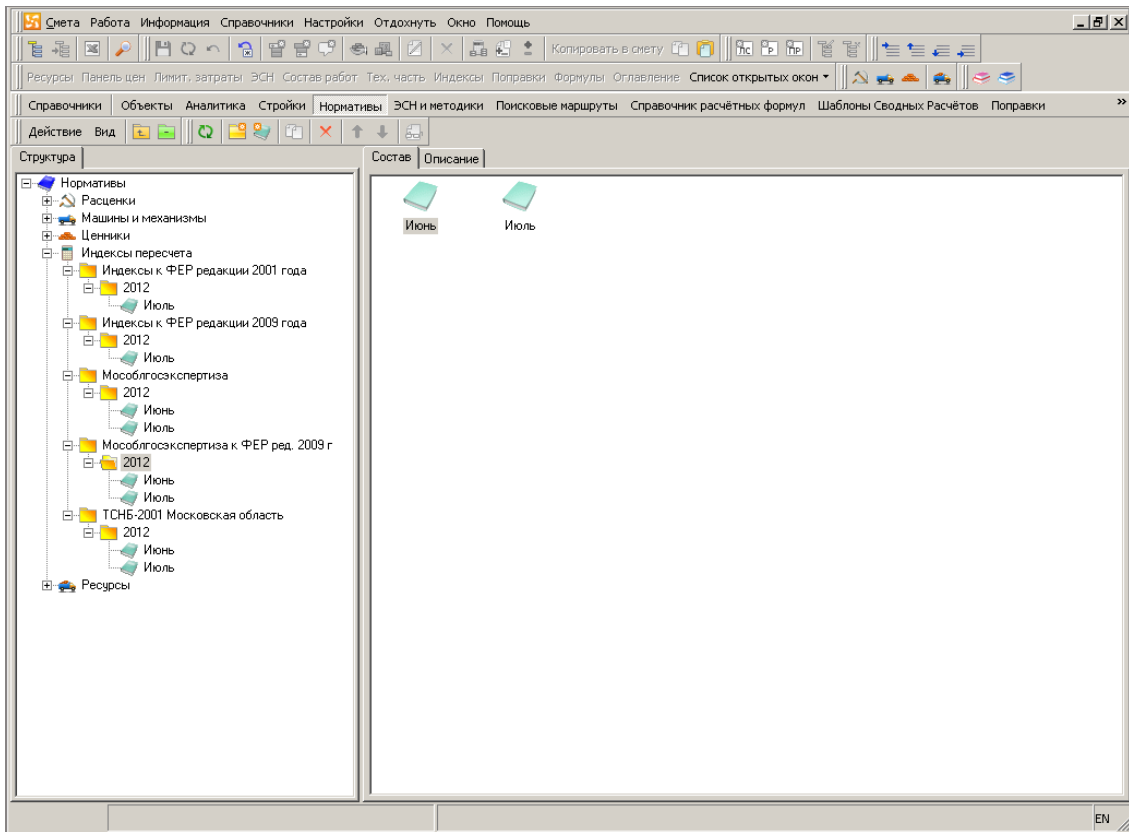 Смета Работа Информация Справочники Настройки Отдохнуть Окно Помощь
Копировать в смету ПС Р ПР
Ресурсы Панель цен Лимит. затраты ЭСН Состав работ Тех. часть Индексы Поправки Формулы Оглавление Список открытых окон
Справочники Объекты Аналитика Стройки Нормативы ЭСН и методики Поисковые маршруты Справочник расчётных формул Шаблоны Сводных Расчётов Поправки »
Действие Вид
Структура
Нормативы
Расценки
Машины и механизмы
Ценники
Индексы пересчета
Индексы к ФЕР редакции 2001 года
2012
Июль
Индексы к ФЕР редакции 2009 года
2012
Июль
Мособлгосэкспертиза
2012
Июнь
Июль
Мособлгосэкспертиза к ФЕР ред. 2009 г
2012
Июнь
Июль
ТСНБ-2001 Московская область
2012
Июнь
Июль
Ресурсы
Состав Описание
Июнь Июль
EN